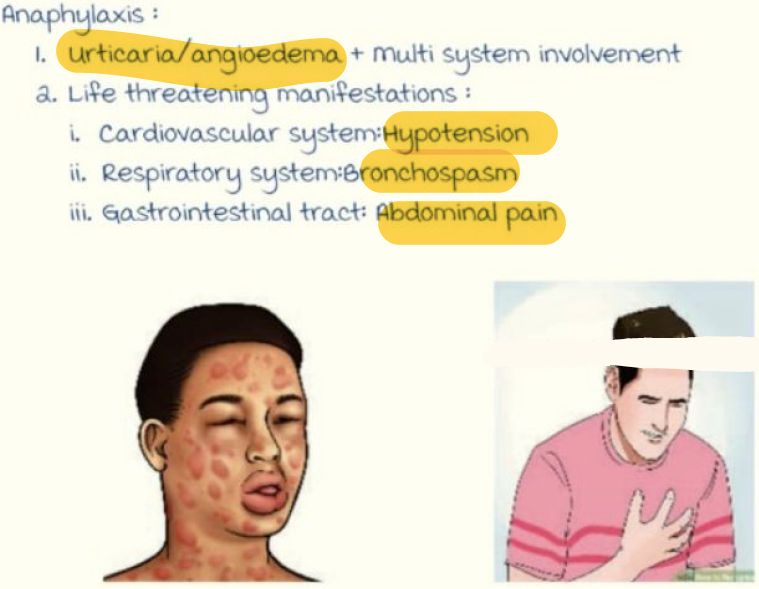 Anaphylaxis :
1. Urticaria/angioedema + Multi system involvement
2. Life threatening manifestations :
i. Cardiovascular system:Hypotension
ii. Respiratory system:Bronchospasm
iii. Gastrointestinal tract: Abdominal pain